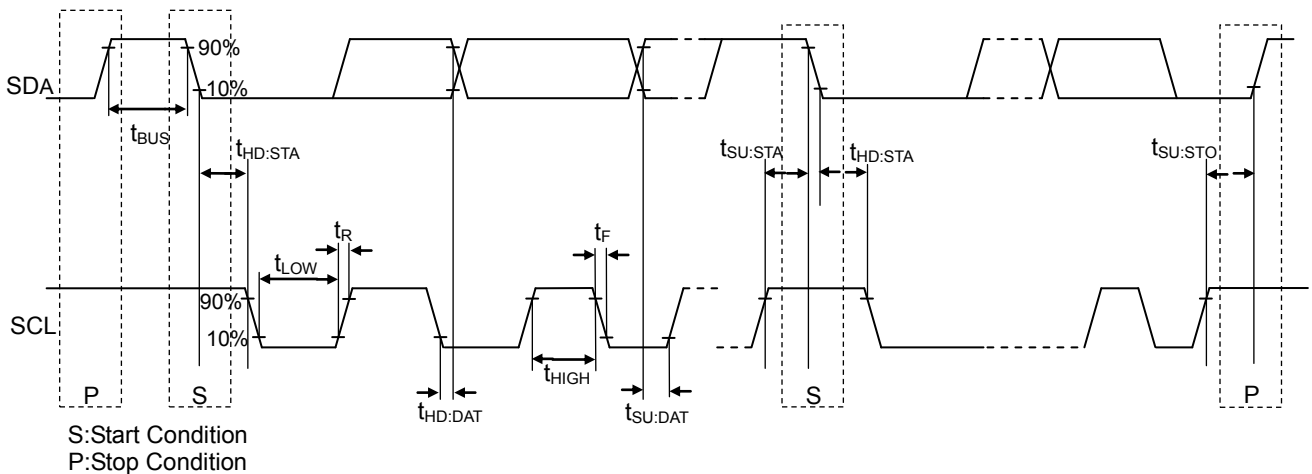 90%
SDA
10%
tBUS
tHD:STA
tSU:STA
tHD:STA
tSU:STO
tR
tF
tLOW
90%
SCL
10%
tHIGH
P
S
tHD:DAT
tSU:DAT
S
P
S:Start Condition
P:Stop Condition